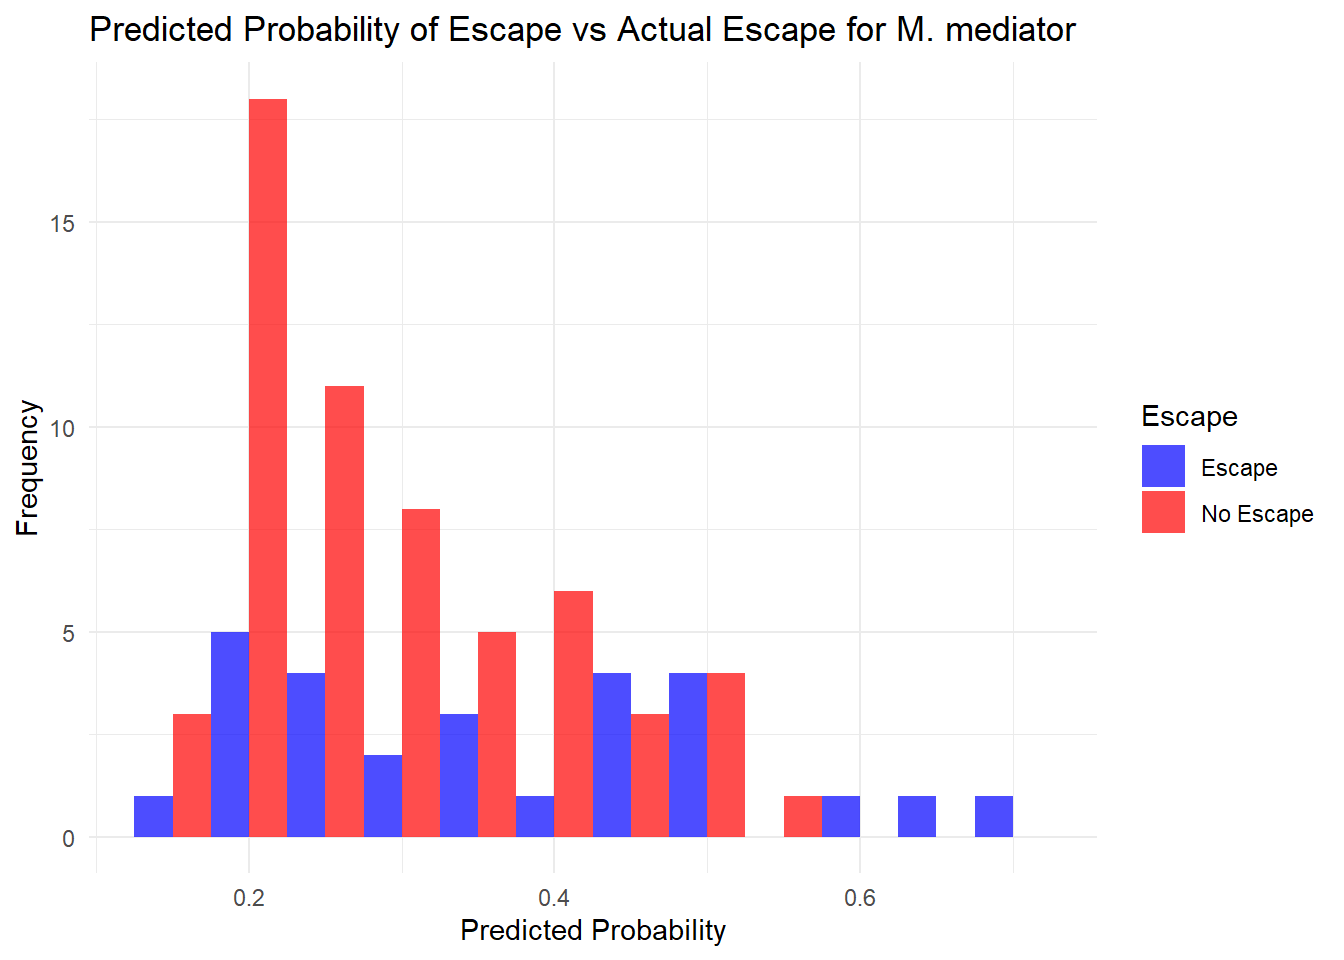 Predicted Probability of Escape vs Actual Escape for M. mediator
Frequency
15
10
5
0
0.2
0.4
0.6
Predicted Probability
Escape
Escape
No Escape